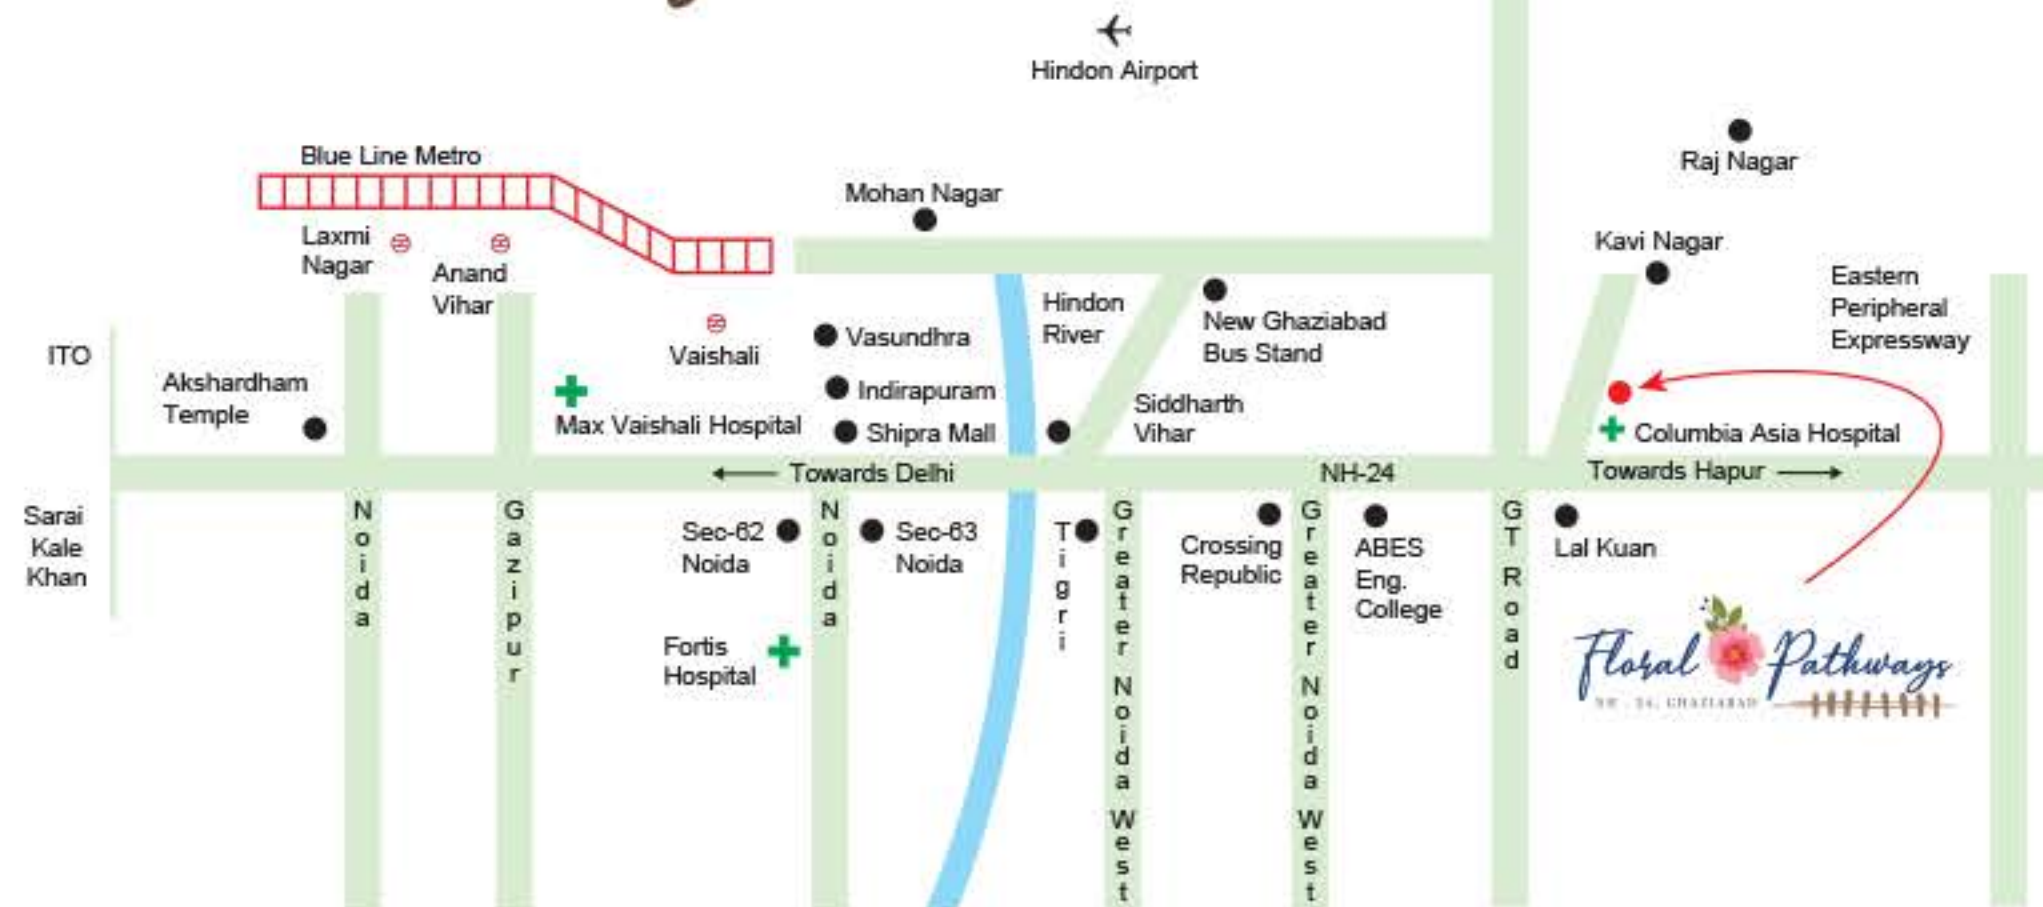 Hindon Airport
Raj Nagar
Blue Line Metro
Mohan Nagar
Laxmi
Nagar
Anand
Vihar
Kavi Nagar
Eastern
Peripheral
Expressway
Hindon
River
New Ghaziabad
Bus Stand
Vasundhra
Vaishali
ITO
Akshardham
Temple
Indirapuram
Max Vaishali Hospital
Shipra Mall
Siddharth
Vihar
Columbia Asia Hospital
Towards Delhi
NH-24
Towards Hapur
Sarai
Kale
Khan
Noida
Gazipur
Sec-62
Noida
Noida
Sec-63
Noida
Tigri
Greater Noida West
Crossing
Republic
Greater Noida West
ABES
Eng.
College
GT Road
Lal Kuan
Fortis
Hospital
Floral Pathways
NH - 24, GHAZIABAD